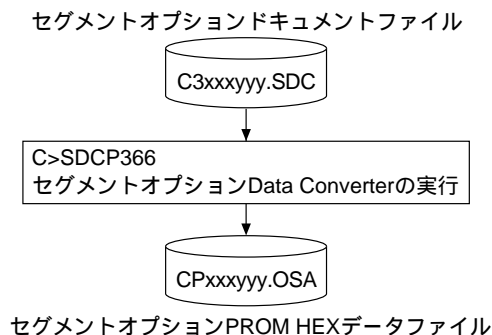 セグメントオプションドキュメントファイル
C3xxxyyy.SDC
C>SDCP366
セグメントオプションData Converterの実行
CPxxxyyy.OSA
セグメントオプションPROM HEXデータファイル